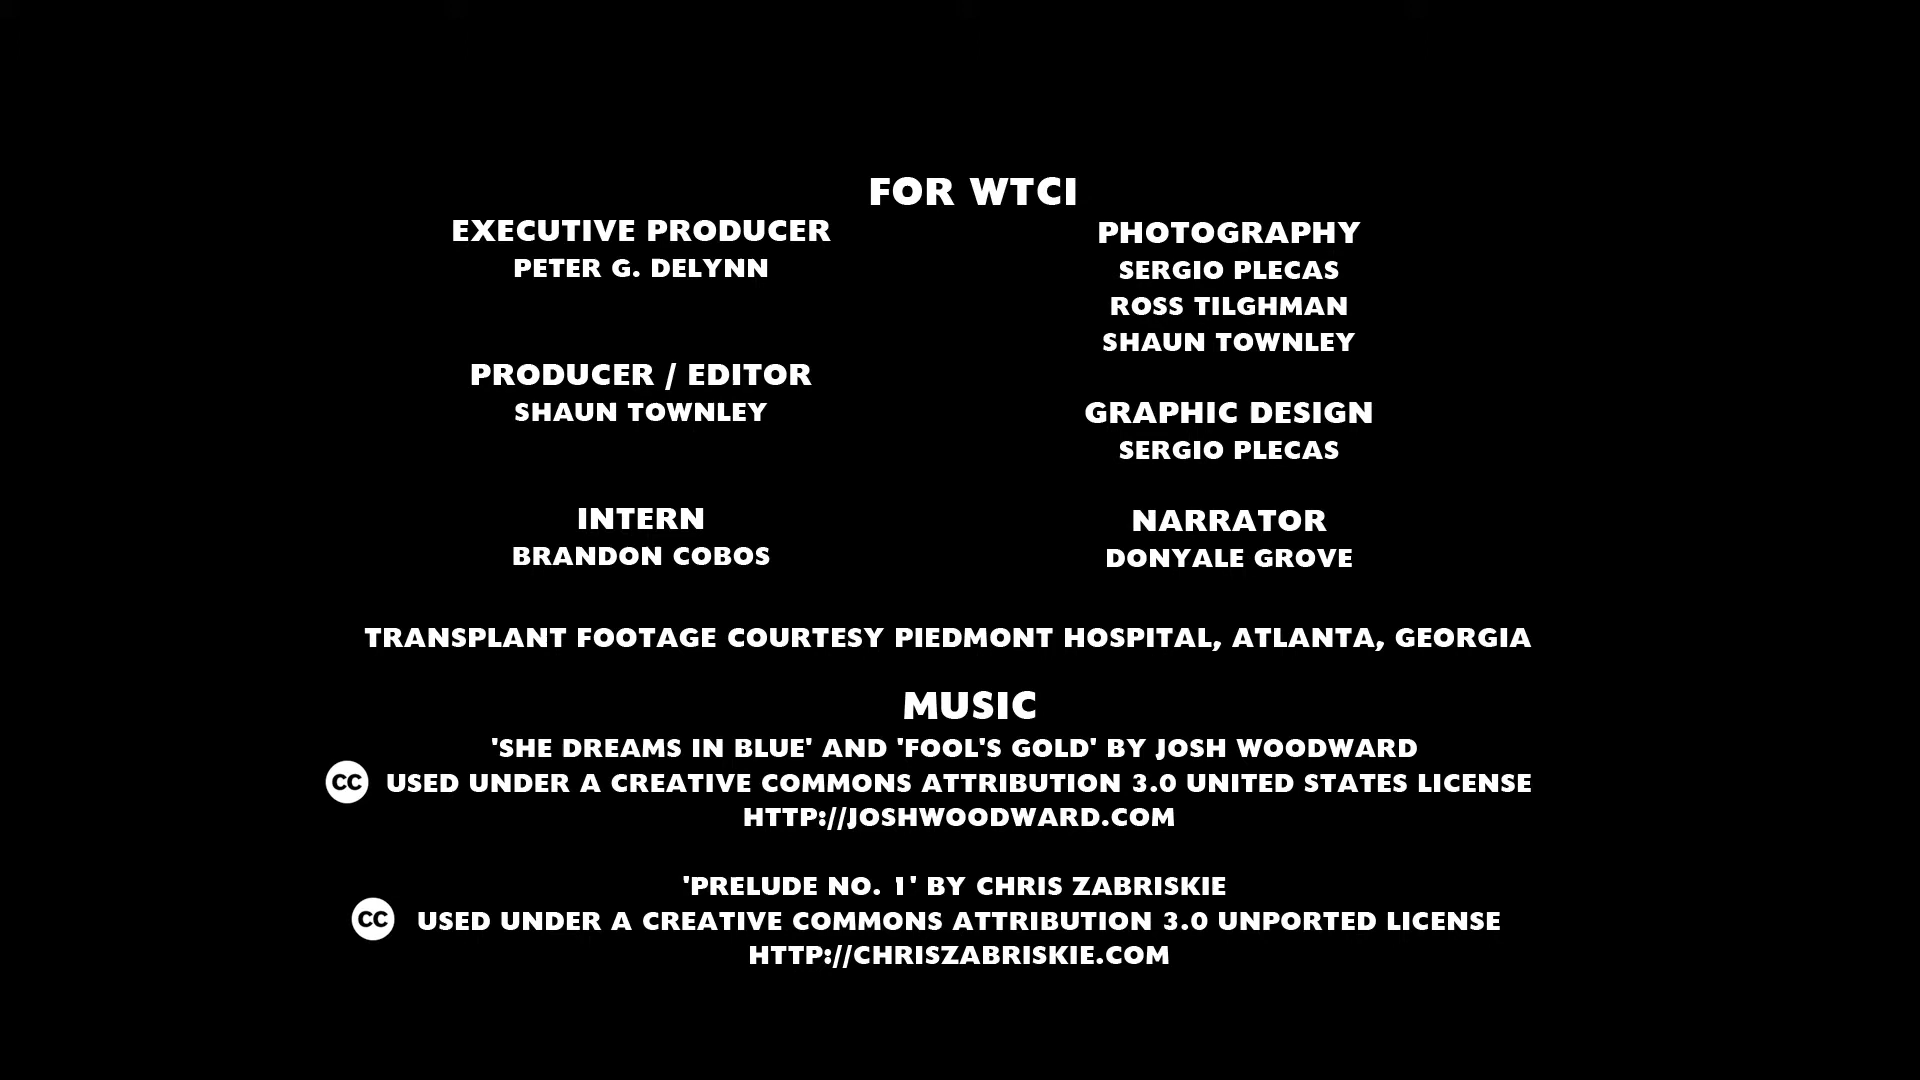 FOR WTCI
EXECUTIVE PRODUCER
PETER G. DELYNN
PRODUCER / EDITOR
SHAUN TOWNLEY
INTERN
BRANDON COBOS
PHOTOGRAPHY
SERGIO PLECAS
ROSS TILGHMAN
SHAUN TOWNLEY
GRAPHIC DESIGN
SERGIO PLECAS
NARRATOR
DONYALE GROVE
TRANSPLANT FOOTAGE COURTESY PIEDMONT HOSPITAL, ATLANTA, GEORGIA
MUSIC
'SHE DREAMS IN BLUE' AND 'FOOL'S GOLD' BY JOSH WOODWARD
CC USED UNDER A CREATIVE COMMONS ATTRIBUTION 3.0 UNITED STATES LICENSE
HTTP://JOSHWOODWARD.COM
'PRELUDE NO. 1' BY CHRIS ZABRISKIE
CC USED UNDER A CREATIVE COMMONS ATTRIBUTION 3.0 UNPORTED LICENSE
HTTP://CHRISZABRISKIE.COM